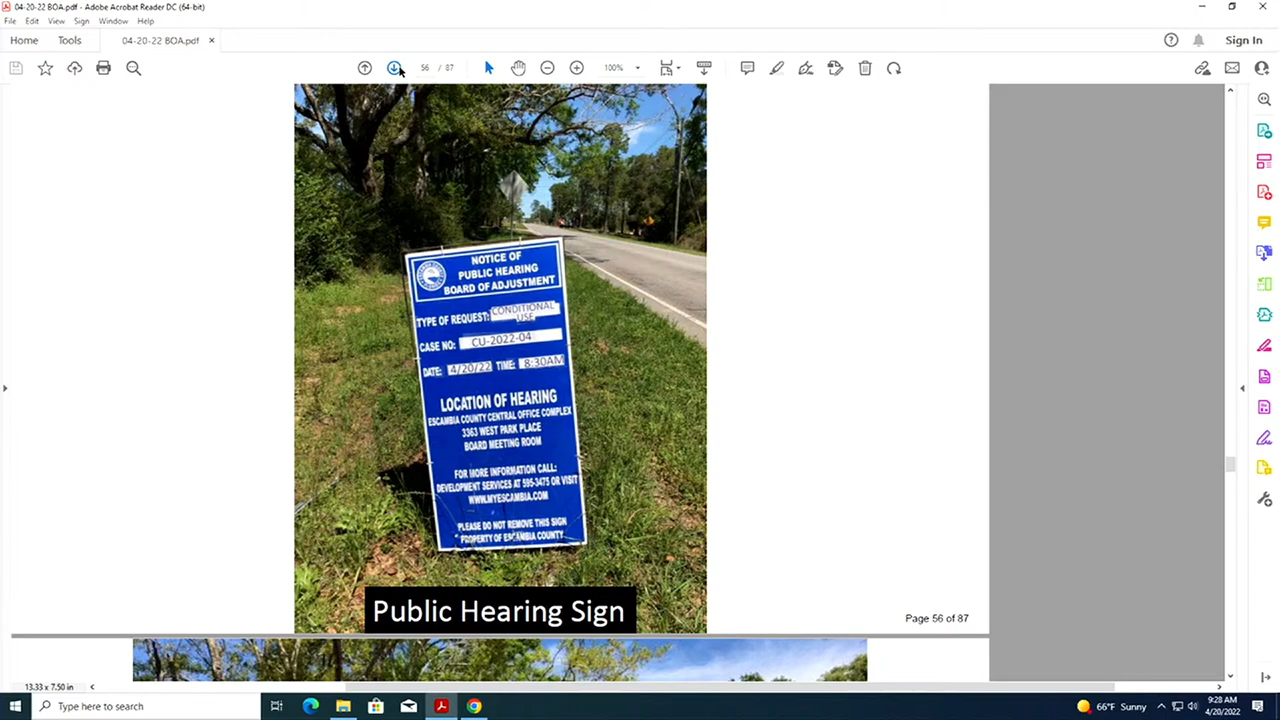 04-20-22 BOA.pdf - Adobe Acrobat Reader DC (64-bit)
File Edit View Sign Window Help
Home Tools 04-20-22 BOA.pdf × Sign In
56 / 87 100%
NOTICE OF
PUBLIC HEARING
BOARD OF ADJUSTMENT
TYPE OF REQUEST: CONDITIONAL
USE
CASE NO: CU-2022-04
DATE: 4/20/22 TIME: 8:30AM
LOCATION OF HEARING
ESCAMBIA COUNTY CENTRAL OFFICE COMPLEX
3363 WEST PARK PLACE
BOARD MEETING ROOM
FOR MORE INFORMATION CALL:
DEVELOPMENT SERVICES AT 595-3475 OR VISIT
WWW.MYESCAMBIA.COM
PLEASE DO NOT REMOVE THIS SIGN
PROPERTY OF ESCAMBIA COUNTY
Public Hearing Sign
Page 56 of 87
13.33 x 7.50 in
Type here to search
66°F Sunny
9:28 AM
4/20/2022